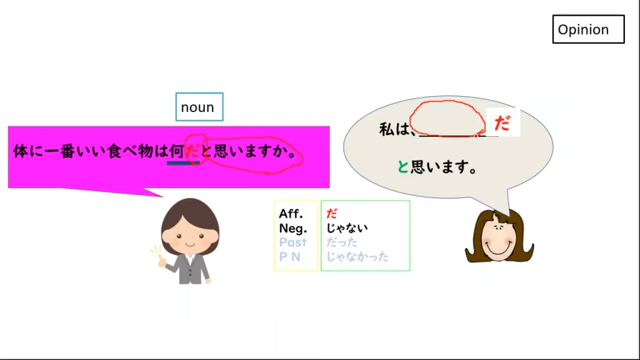 Opinion
noun
体に一番いい食べ物は何だと思いますか。
私は、だ
と思います。
Aff. だ
Neg. じゃない
Past だった
P N じゃなかった